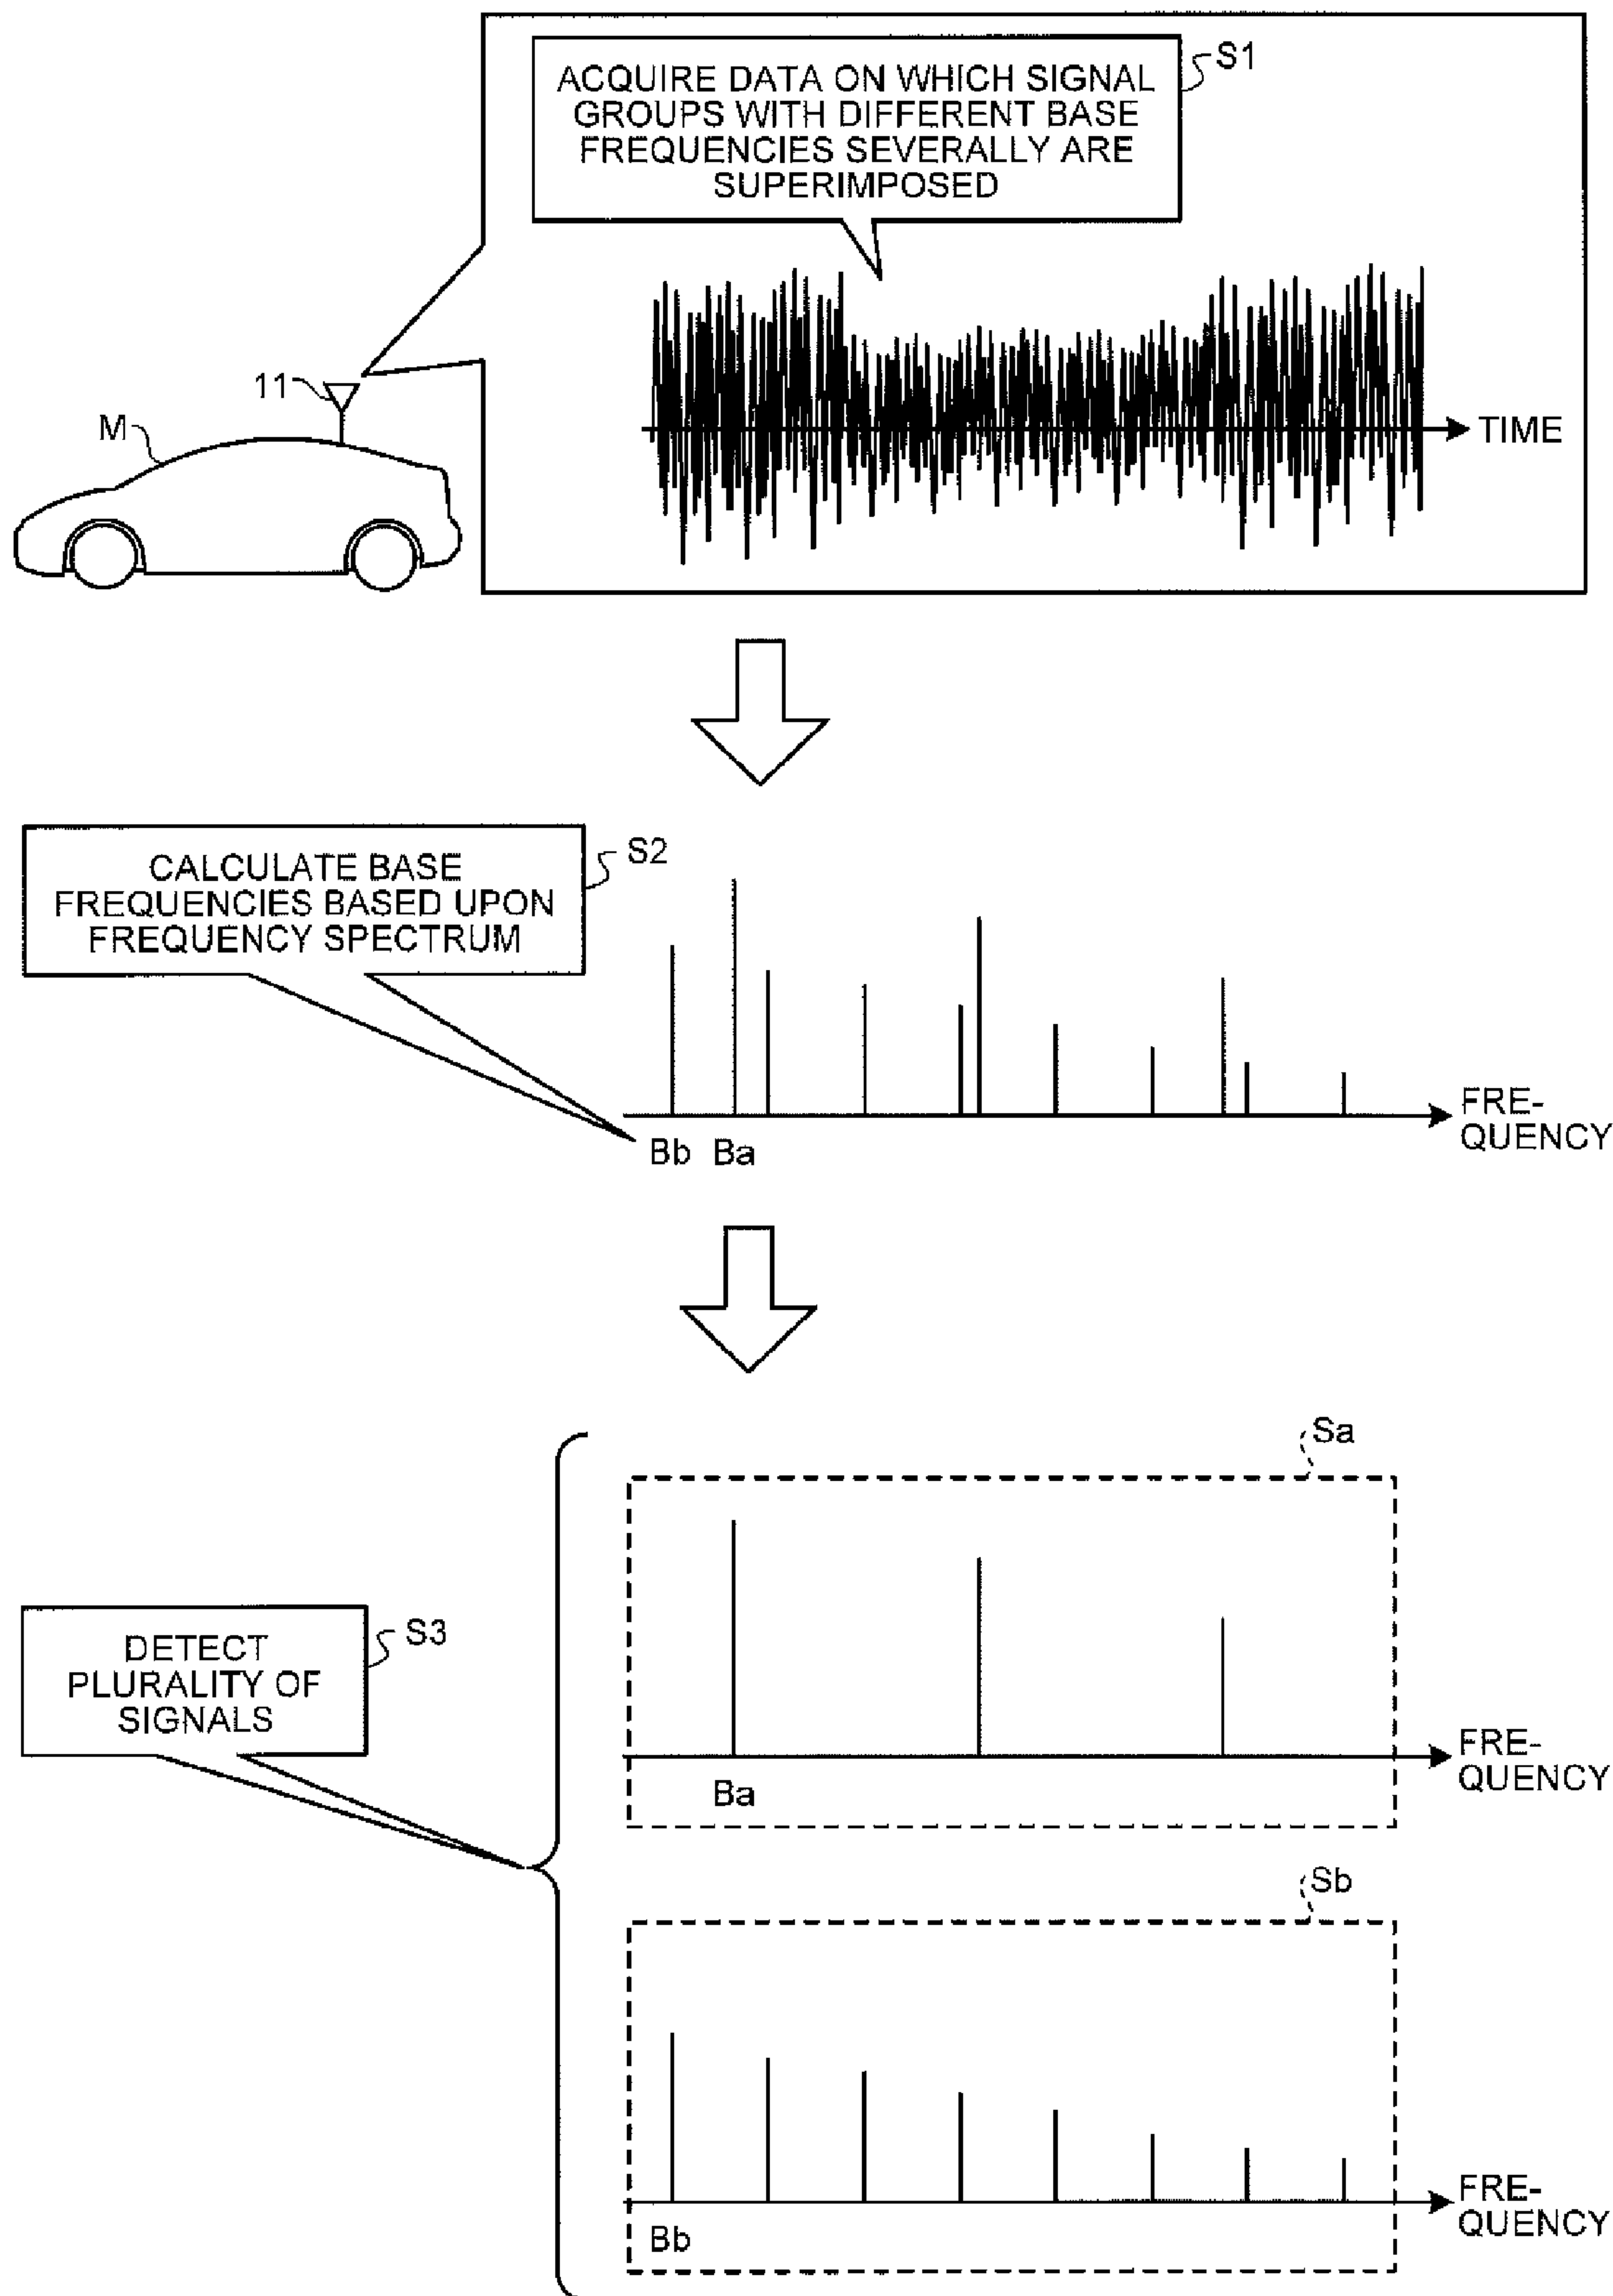 ACQUIRE DATA ON WHICH SIGNAL
GROUPS WITH DIFFERENT BASE
FREQUENCIES SEVERALLY ARE
SUPERIMPOSED
S1
11
M
TIME
CALCULATE BASE
FREQUENCIES BASED UPON
FREQUENCY SPECTRUM
S2
FRE-
QUENCY
Bb Ba
Sa
DETECT
PLURALITY OF
SIGNALS
S3
FRE-
QUENCY
Ba
Sb
FRE-
QUENCY
Bb